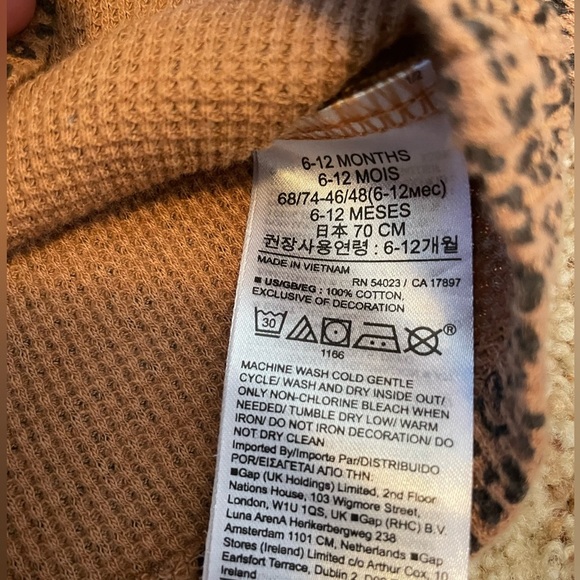 1/2
6-12 MONTHS
6-12 MOIS
68/74-46/48(6-12мес)
6-12 MESES
日本 70 CM
권장사용연령 : 6-12개월
MADE IN VIETNAM
RN 54023 / CA 17897
■ US/GB/EG : 100% COTTON,
EXCLUSIVE OF DECORATION
30
®
1166
MACHINE WASH COLD GENTLE
CYCLE/ WASH AND DRY INSIDE OUT/
ONLY NON-CHLORINE BLEACH WHEN
NEEDED/ TUMBLE DRY LOW/ WARM
IRON/ DO NOT IRON DECORATION/ DO
NOT DRY CLEAN
Imported By/Importe Par/DISTRIBUIDO
POR/ΕΙΣΑΓΕΤΑΙ ΑΠΟ ΤΗΝ:
■Gap (UK Holdings) Limited, 2nd Floor
Nations House, 103 Wigmore Street,
London, W1U 1QS, UK ■Gap (RHC) B.V.
Luna ArenA Herikerbergweg 238
Amsterdam 1101 CM, Netherlands ■Gap
Stores (Ireland) Limited c/o Arthur Cox 10
Earlsfort Terrace, Dublin 2,
Ireland